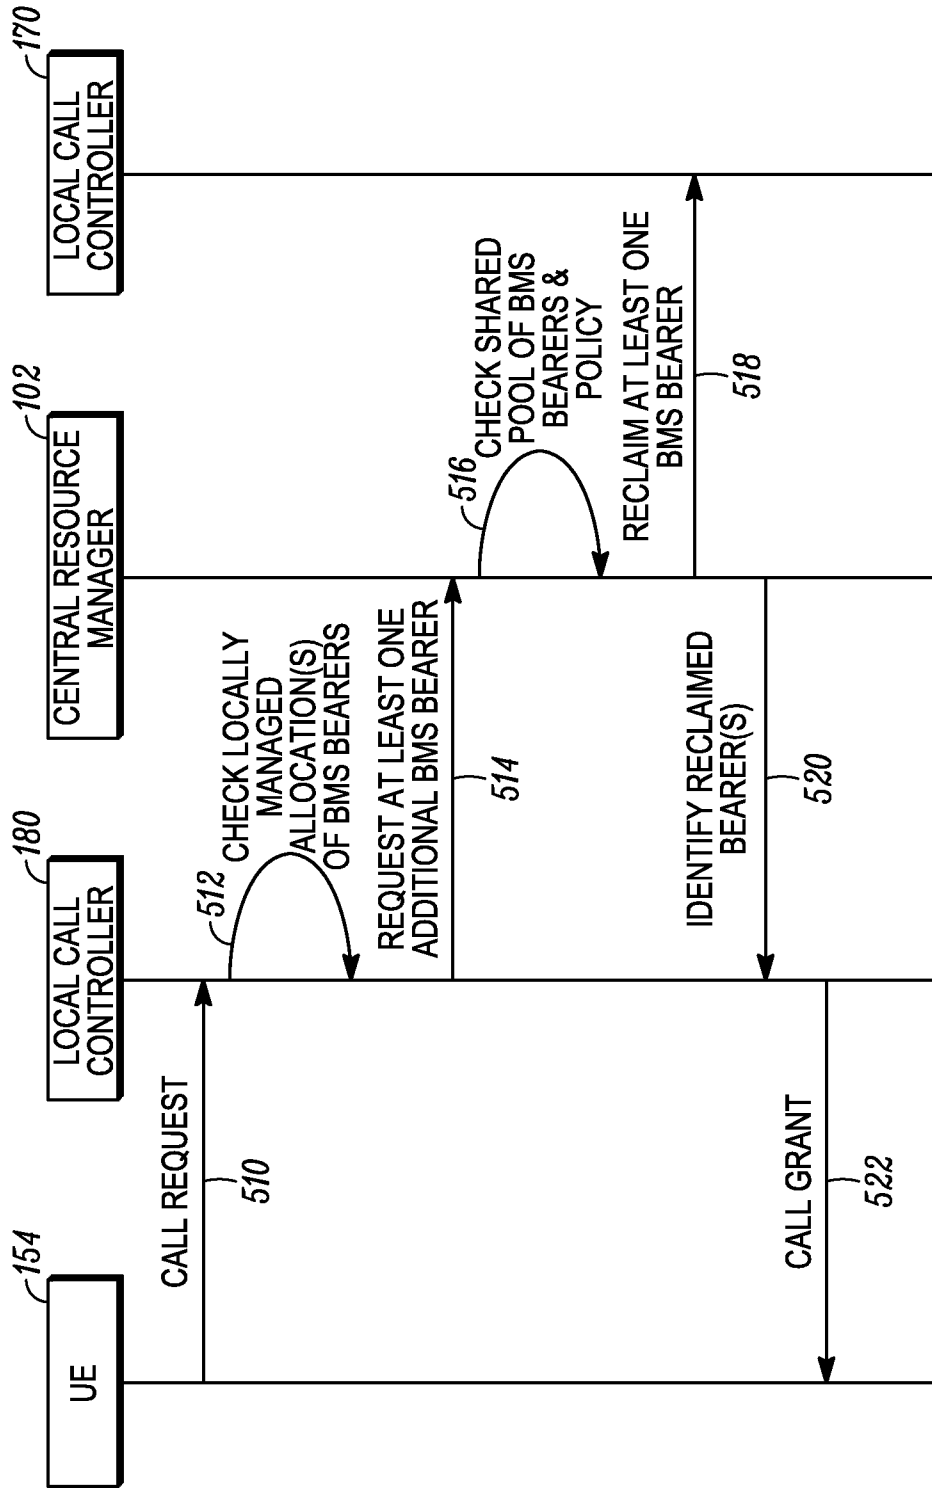 154
UE
180
LOCAL CALL
CONTROLLER
102
CENTRAL RESOURCE
MANAGER
170
LOCAL CALL
CONTROLLER
CALL REQUEST
510
512
CHECK LOCALLY
MANAGED
ALLOCATION(S)
OF BMS BEARERS
REQUEST AT LEAST ONE
ADDITIONAL BMS BEARER
514
516
CHECK SHARED
POOL OF BMS
BEARERS &
POLICY
RECLAIM AT LEAST ONE
BMS BEARER
518
IDENTIFY RECLAIMED
BEARER(S)
520
CALL GRANT
522